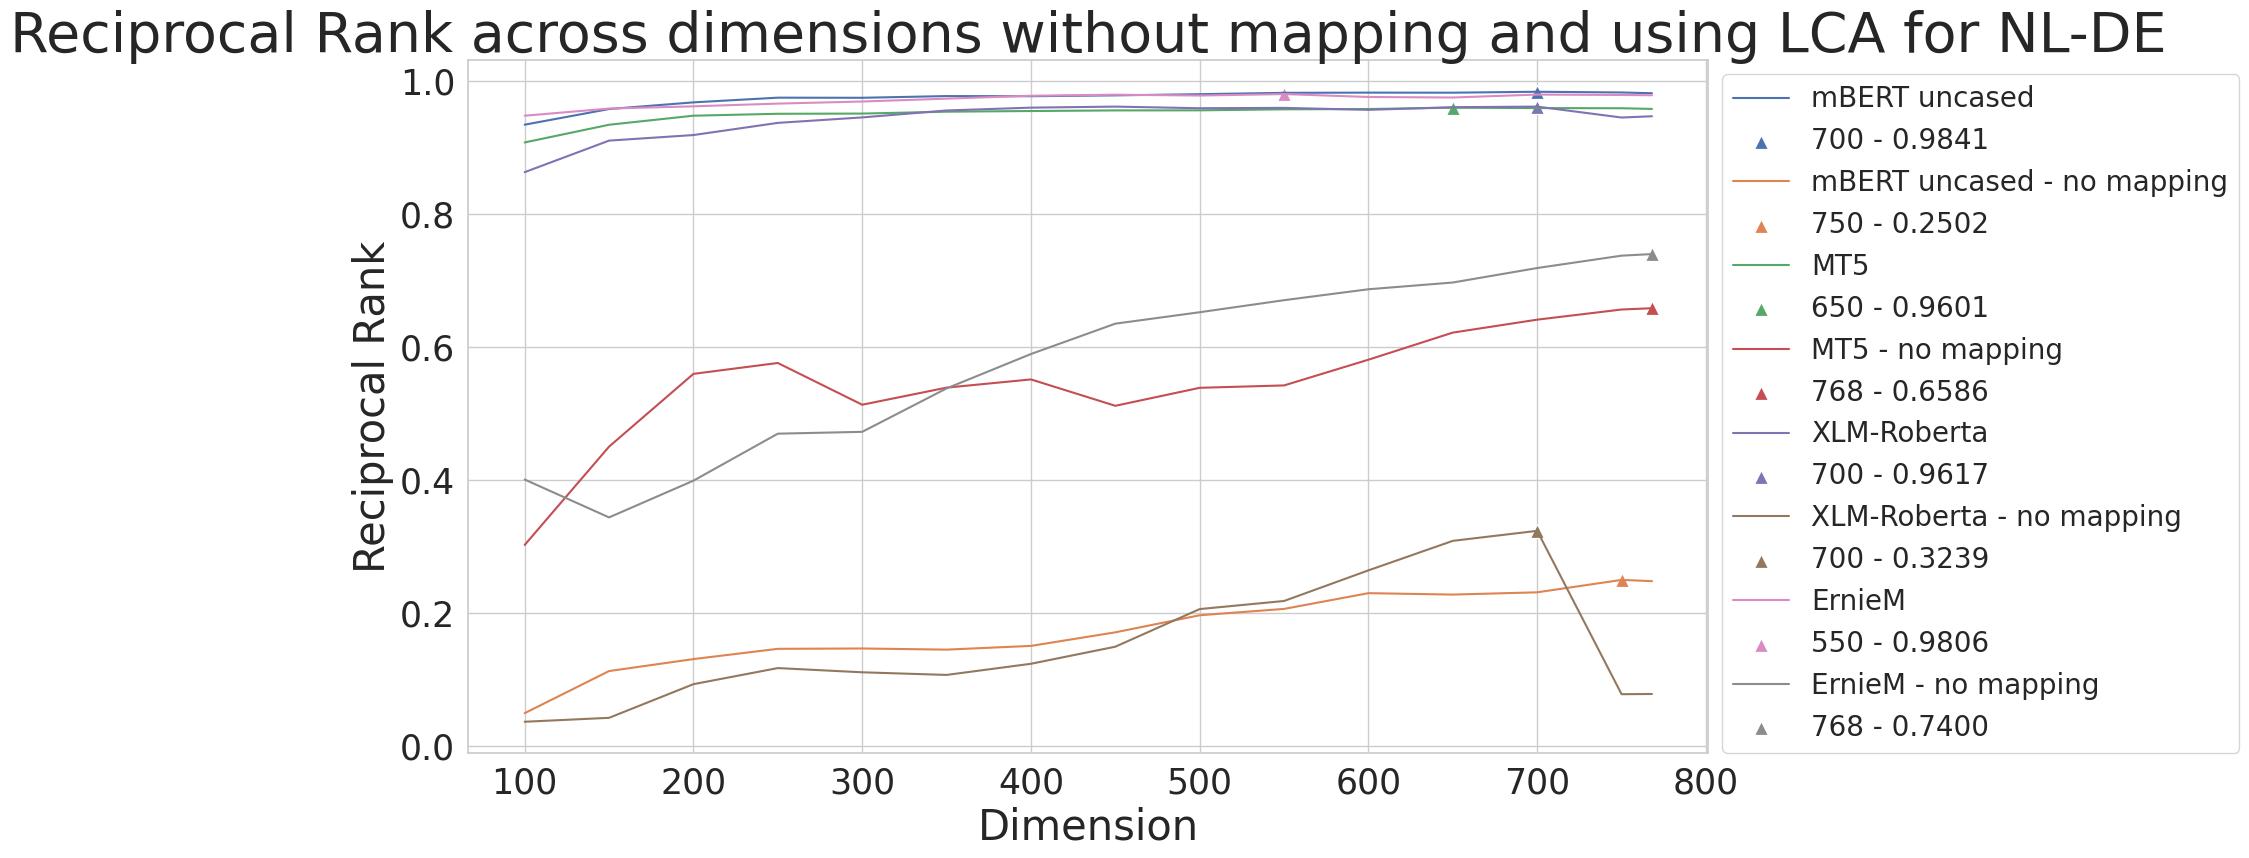 Reciprocal Rank across dimensions without mapping and using LCA for NL-DE
Reciprocal Rank
1.0
0.8
0.6
0.4
0.2
0.0
100 200 300 400 500 600 700 800
Dimension
mBERT uncased
700 - 0.9841
mBERT uncased - no mapping
750 - 0.2502
MT5
650 - 0.9601
MT5 - no mapping
768 - 0.6586
XLM-Roberta
700 - 0.9617
XLM-Roberta - no mapping
700 - 0.3239
ErnieM
550 - 0.9806
ErnieM - no mapping
768 - 0.7400